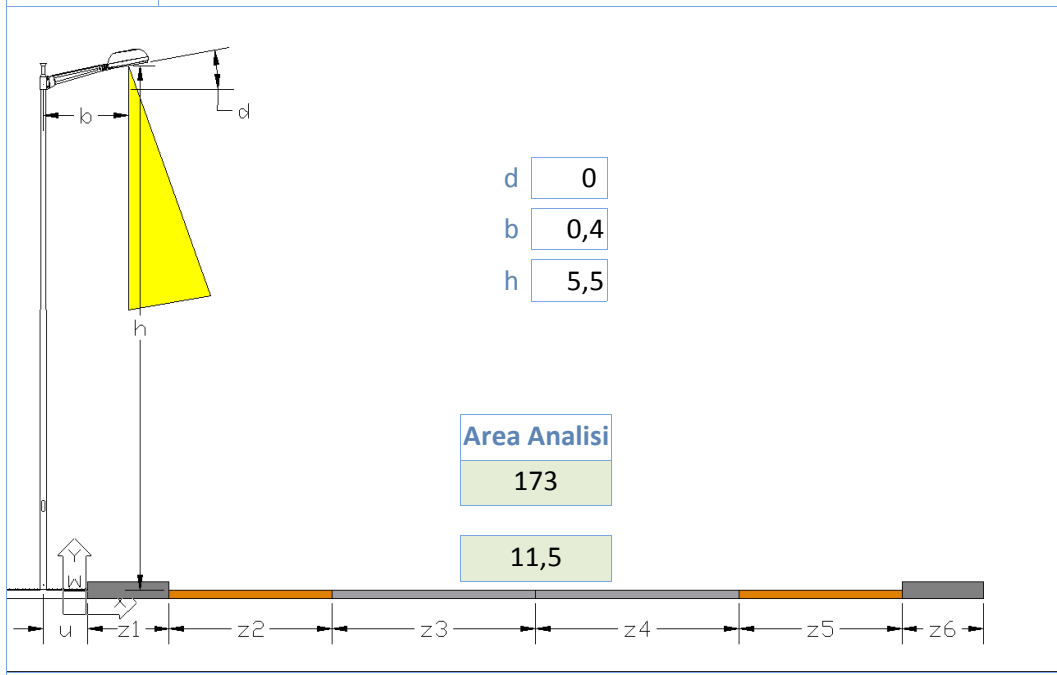 d
b
d 0
b 0,4
h 5,5
h
Area Analisi
173
11,5
Y
W
X
u z1 z2 z3 z4 z5 z6